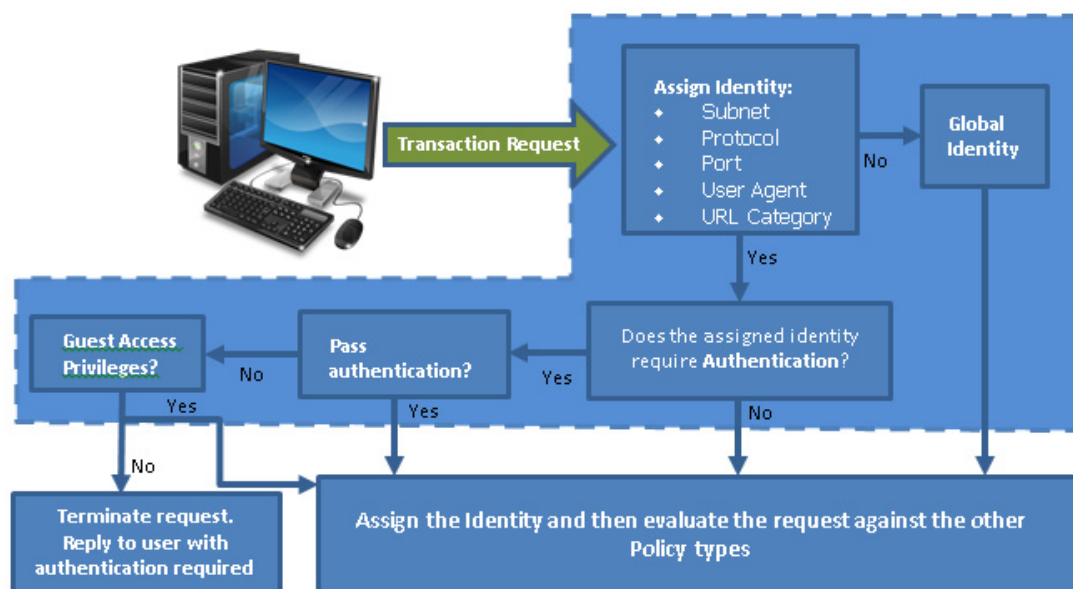 Transaction Request
Assign Identity:
Subnet
Protocol
Port
User Agent
URL Category
No
Global
Identity
Yes
Does the assigned identity
require Authentication?
Yes
Pass
authentication?
No
Guest Access
Privileges?
Yes
Yes
No
No
Terminate request.
Reply to user with
authentication required
Assign the Identity and then evaluate the request against the other
Policy types